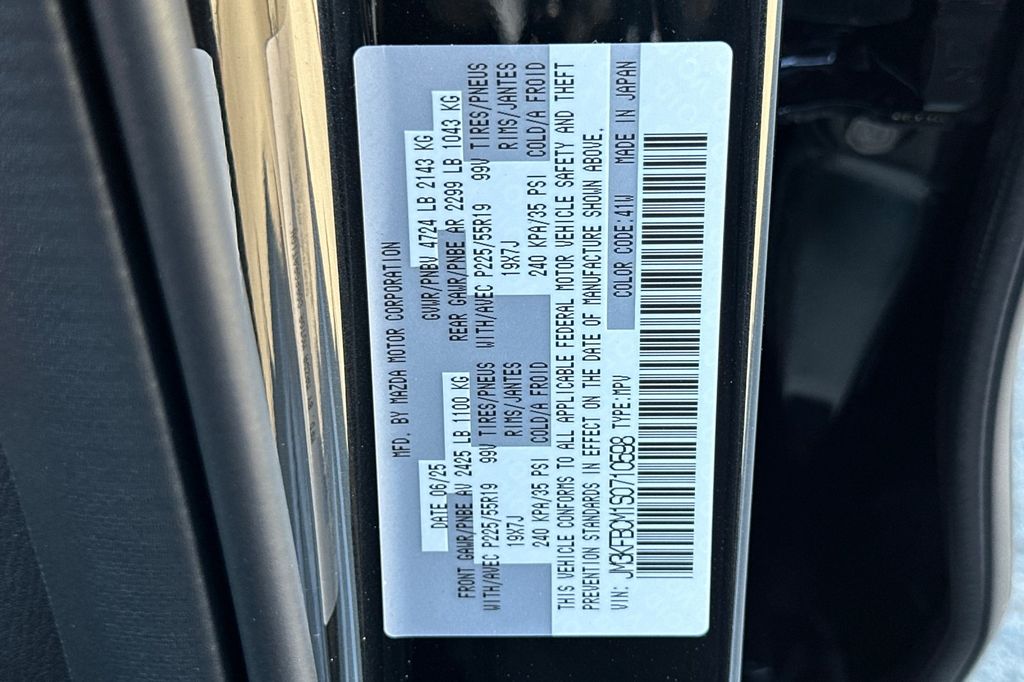 MFD. BY MAZDA MOTOR CORPORATION
DATE 06/25 GVWR/PNBV 4724 LB 2143 KG
FRONT GAWR/PNBE AV 2425 LB 1100 KG REAR GAWR/PNBE AR 2299 LB 1043 KG
WITH/AVEC P225/55R19 99V TIRES/PNEUS WITH/AVEC P225/55R19 99V TIRES/PNEUS
19X7J RIMS/JANTES 19X7J RIMS/JANTES
240 KPA/35 PSI COLD/A FROID 240 KPA/35 PSI COLD/A FROID
THIS VEHICLE CONFORMS TO ALL APPLICABLE FEDERAL MOTOR VEHICLE SAFETY AND THEFT
PREVENTION STANDARDS IN EFFECT ON THE DATE OF MANUFACTURE SHOWN ABOVE.
VIN: JM3KFBCM1S0710598 TYPE:MPV COLOR CODE:41W MADE IN JAPAN